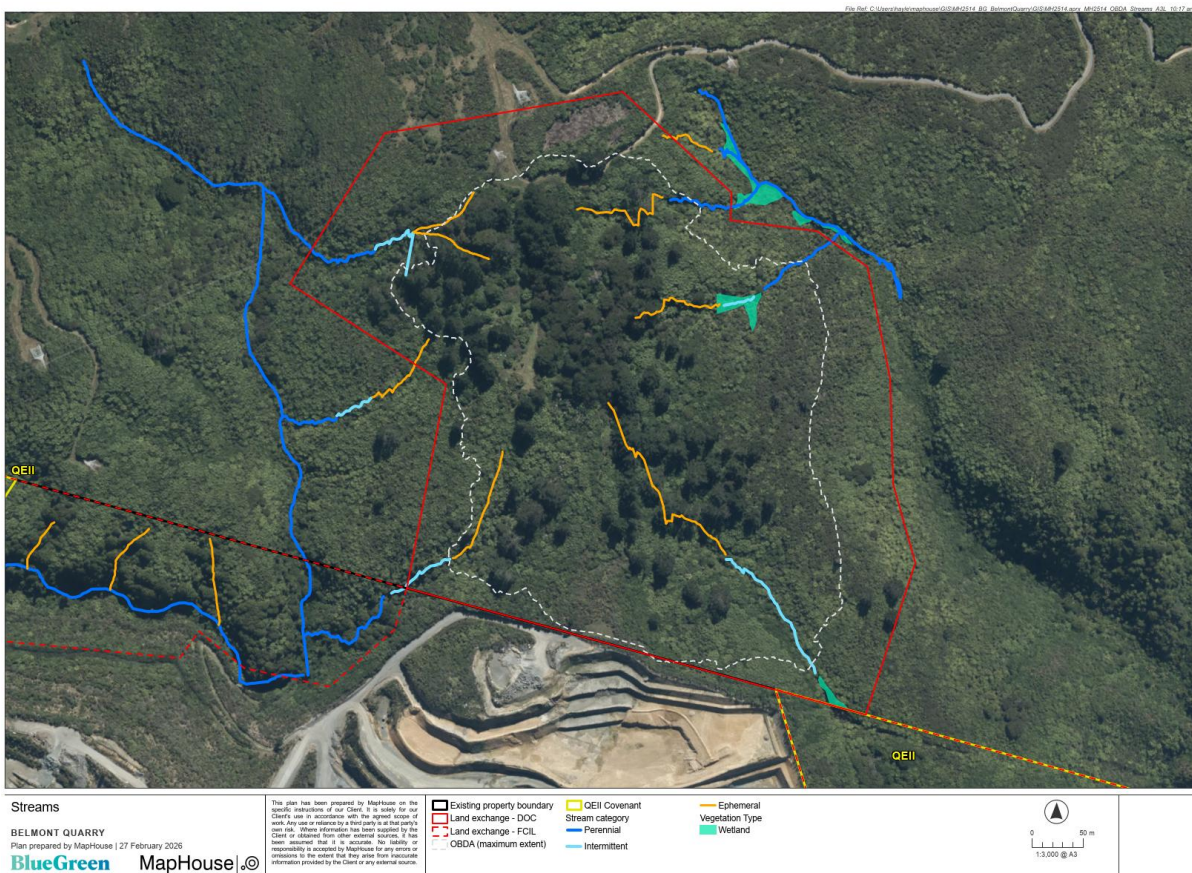 File Ref: C:\Users\hayle\maphouse\GIS\MH2514_BG_BelmontQuarry\GIS\MH2514.aprx_MH2514_OBDA_Streams_A3L_10:17 am
QEII
QEII
Streams
BELMONT QUARRY
Plan prepared by MapHouse | 27 February 2026
BlueGreen MapHouse
This plan has been prepared by MapHouse on the
specific instructions of our Client. It is solely for our
Client's use in accordance with the agreed scope of
work. Any use or reliance by a third party is at that party's
own risk. Where information has been supplied by the
Client or obtained from other external sources, it has
been assumed that it is accurate. No liability or
responsibility is accepted by MapHouse for any errors or
omissions to the extent that they arise from inaccurate
information provided by the Client or any external source.
Existing property boundary
Land exchange - DOC
Land exchange - FCIL
OBDA (maximum extent)
QEII Covenant
Stream category
Perennial
Intermittent
Ephemeral
Vegetation Type
Wetland
0 50 m
1:3,000 @ A3